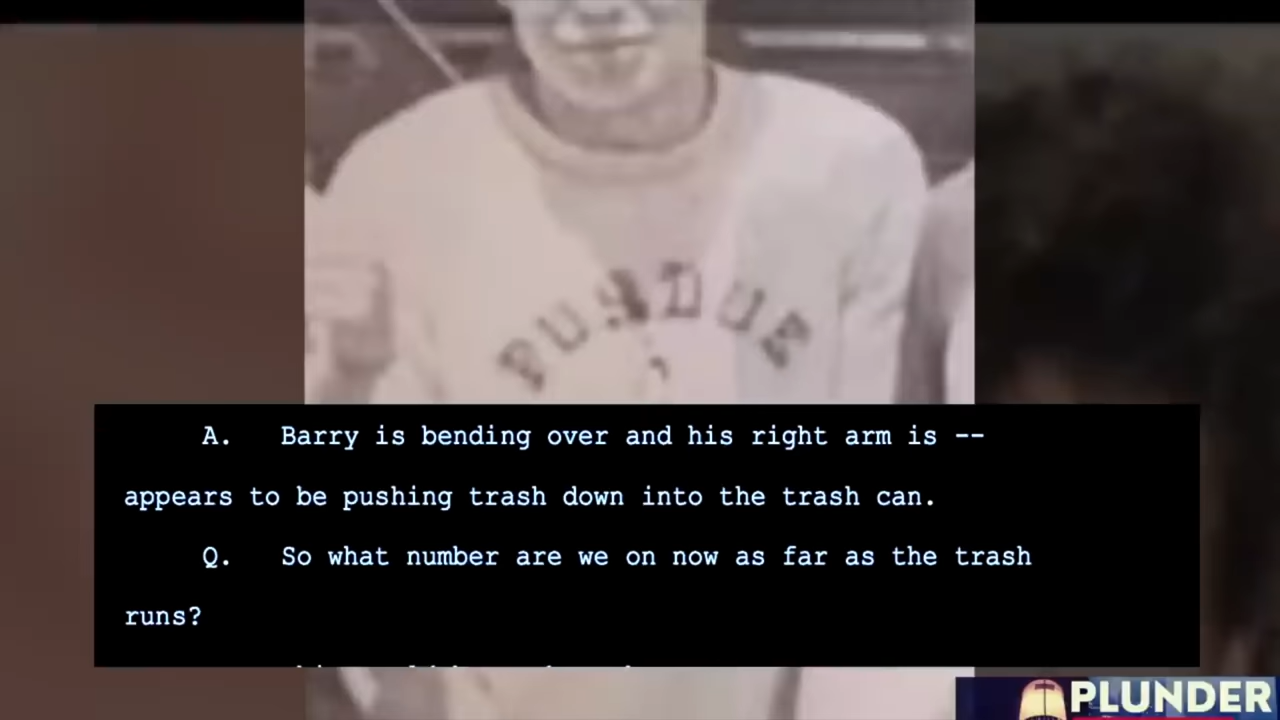 PURDUE
A. Barry is bending over and his right arm is --
appears to be pushing trash down into the trash can.
Q. So what number are we on now as far as the trash
runs?
PLUNDER